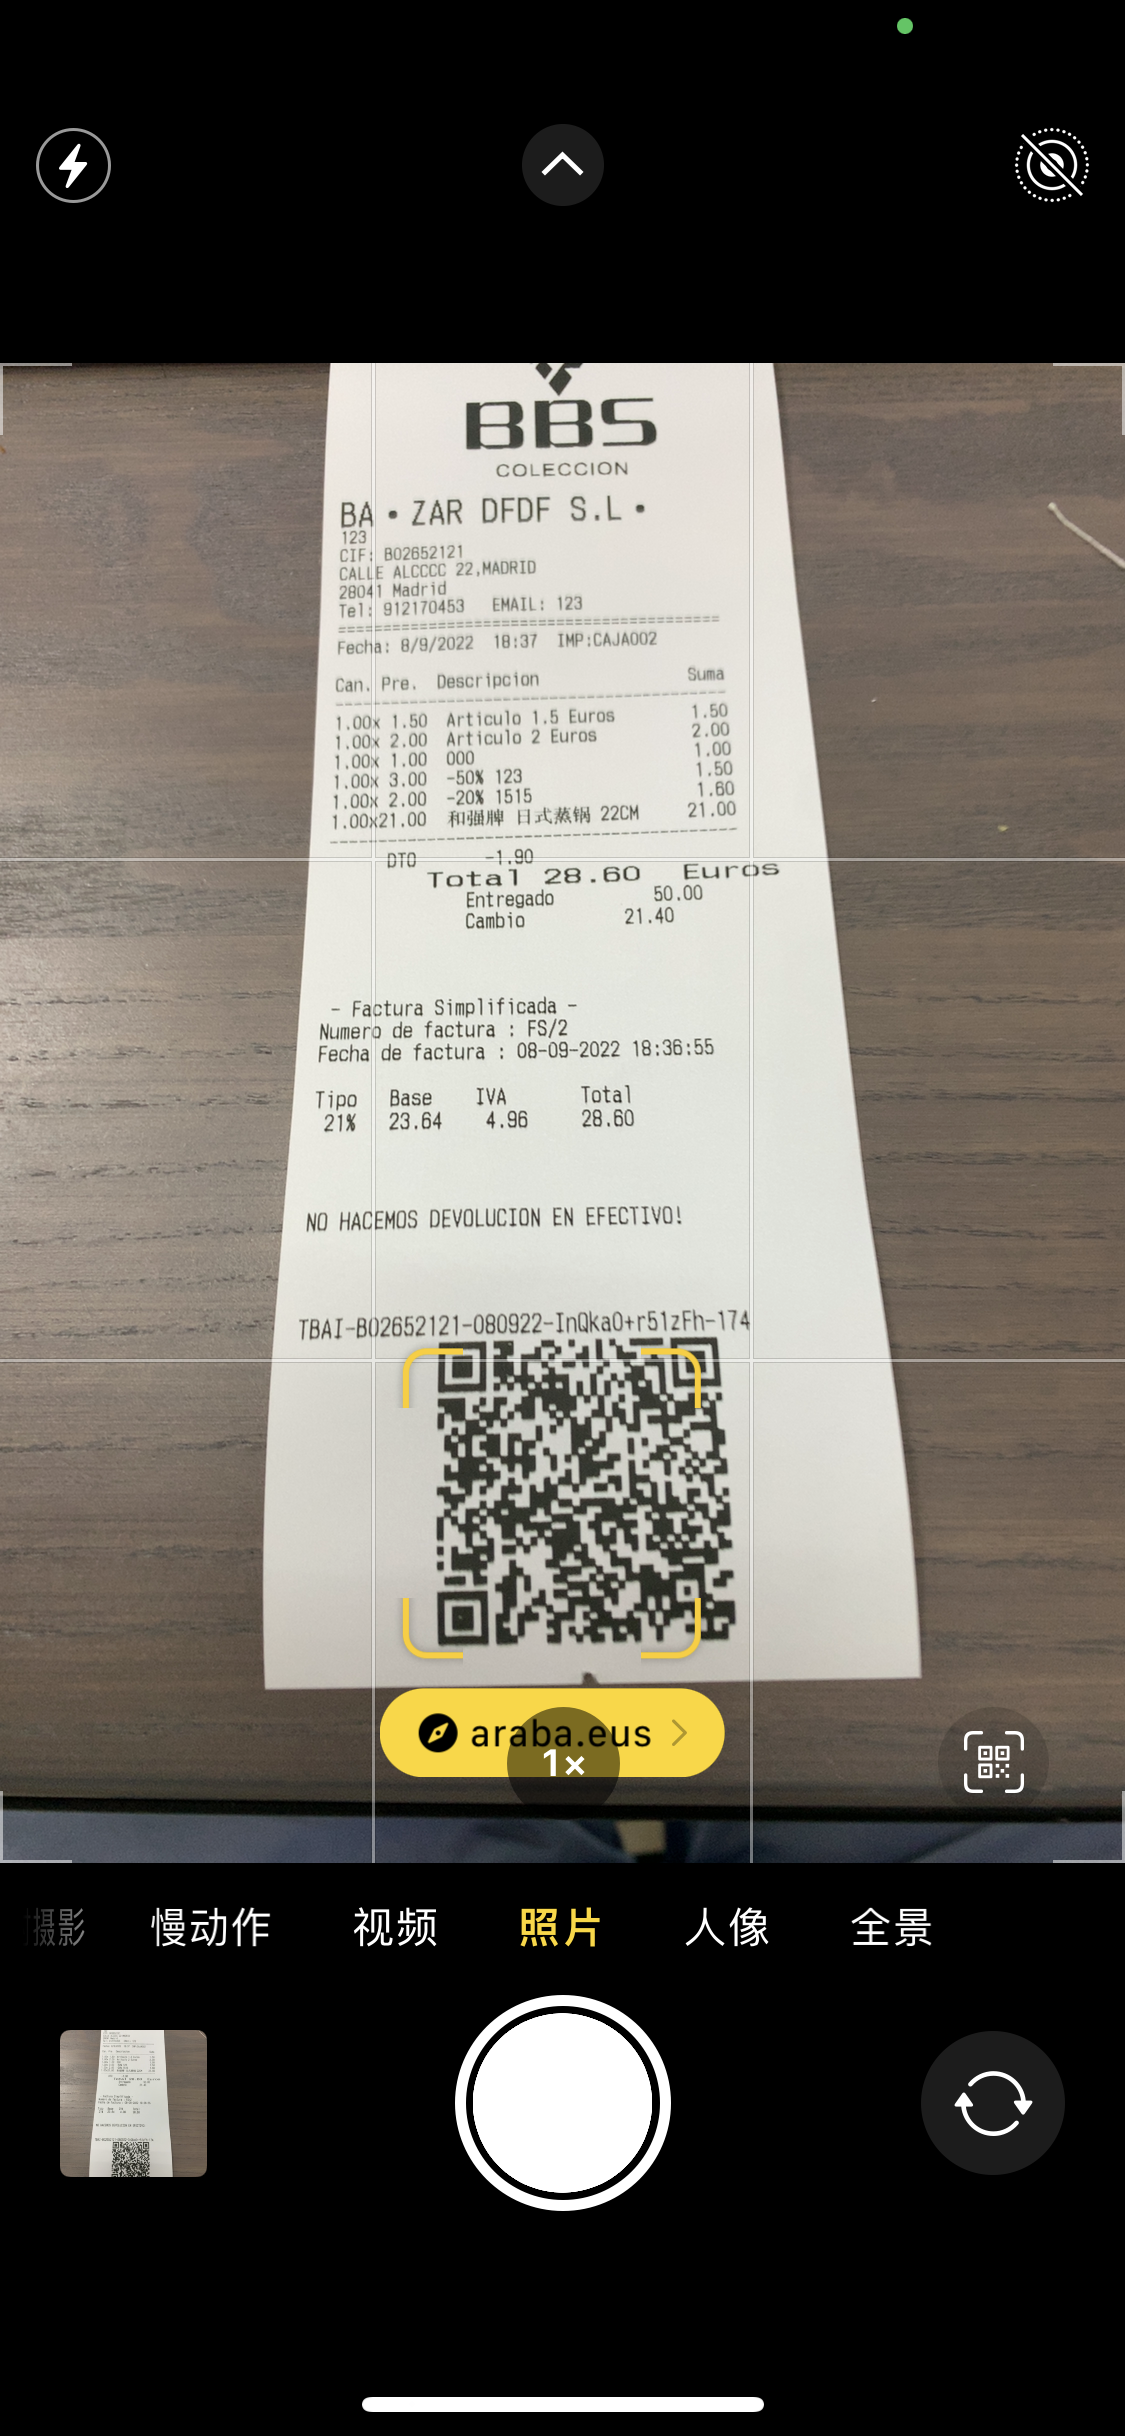 BBS
COLECCION
BA • ZAR DFDF S.L •
123
CIF: B02652121
CALLE ALCCCC 22,MADRID
28041 Madrid
Tel: 912170453 EMAIL: 123
Fecha: 8/9/2022 18:37 IMP:CAJA002
Can. Pre. Descripcion Suma
1.00x 1.50 Articulo 1.5 Euros 1.50
1.00x 2.00 Articulo 2 Euros 2.00
1.00x 1.00 000 1.00
1.00x 3.00 -50% 123 1.50
1.00x 2.00 -20% 1515 1.60
1.00x21.00 和强牌 日式蒸锅 22CM 21.00
DTO -1.90
Total 28.60 Euros
Entregado 50.00
Cambio 21.40
- Factura Simplificada -
Numero de factura : FS/2
Fecha de factura : 08-09-2022 18:36:55
Tipo Base IVA Total
21% 23.64 4.96 28.60
NO HACEMOS DEVOLUCION EN EFECTIVO!
TBAI-B02652121-080922-InQkaO+r51zFh-174
araba.eus
1×
摄影 慢动作 视频 照片 人像 全景